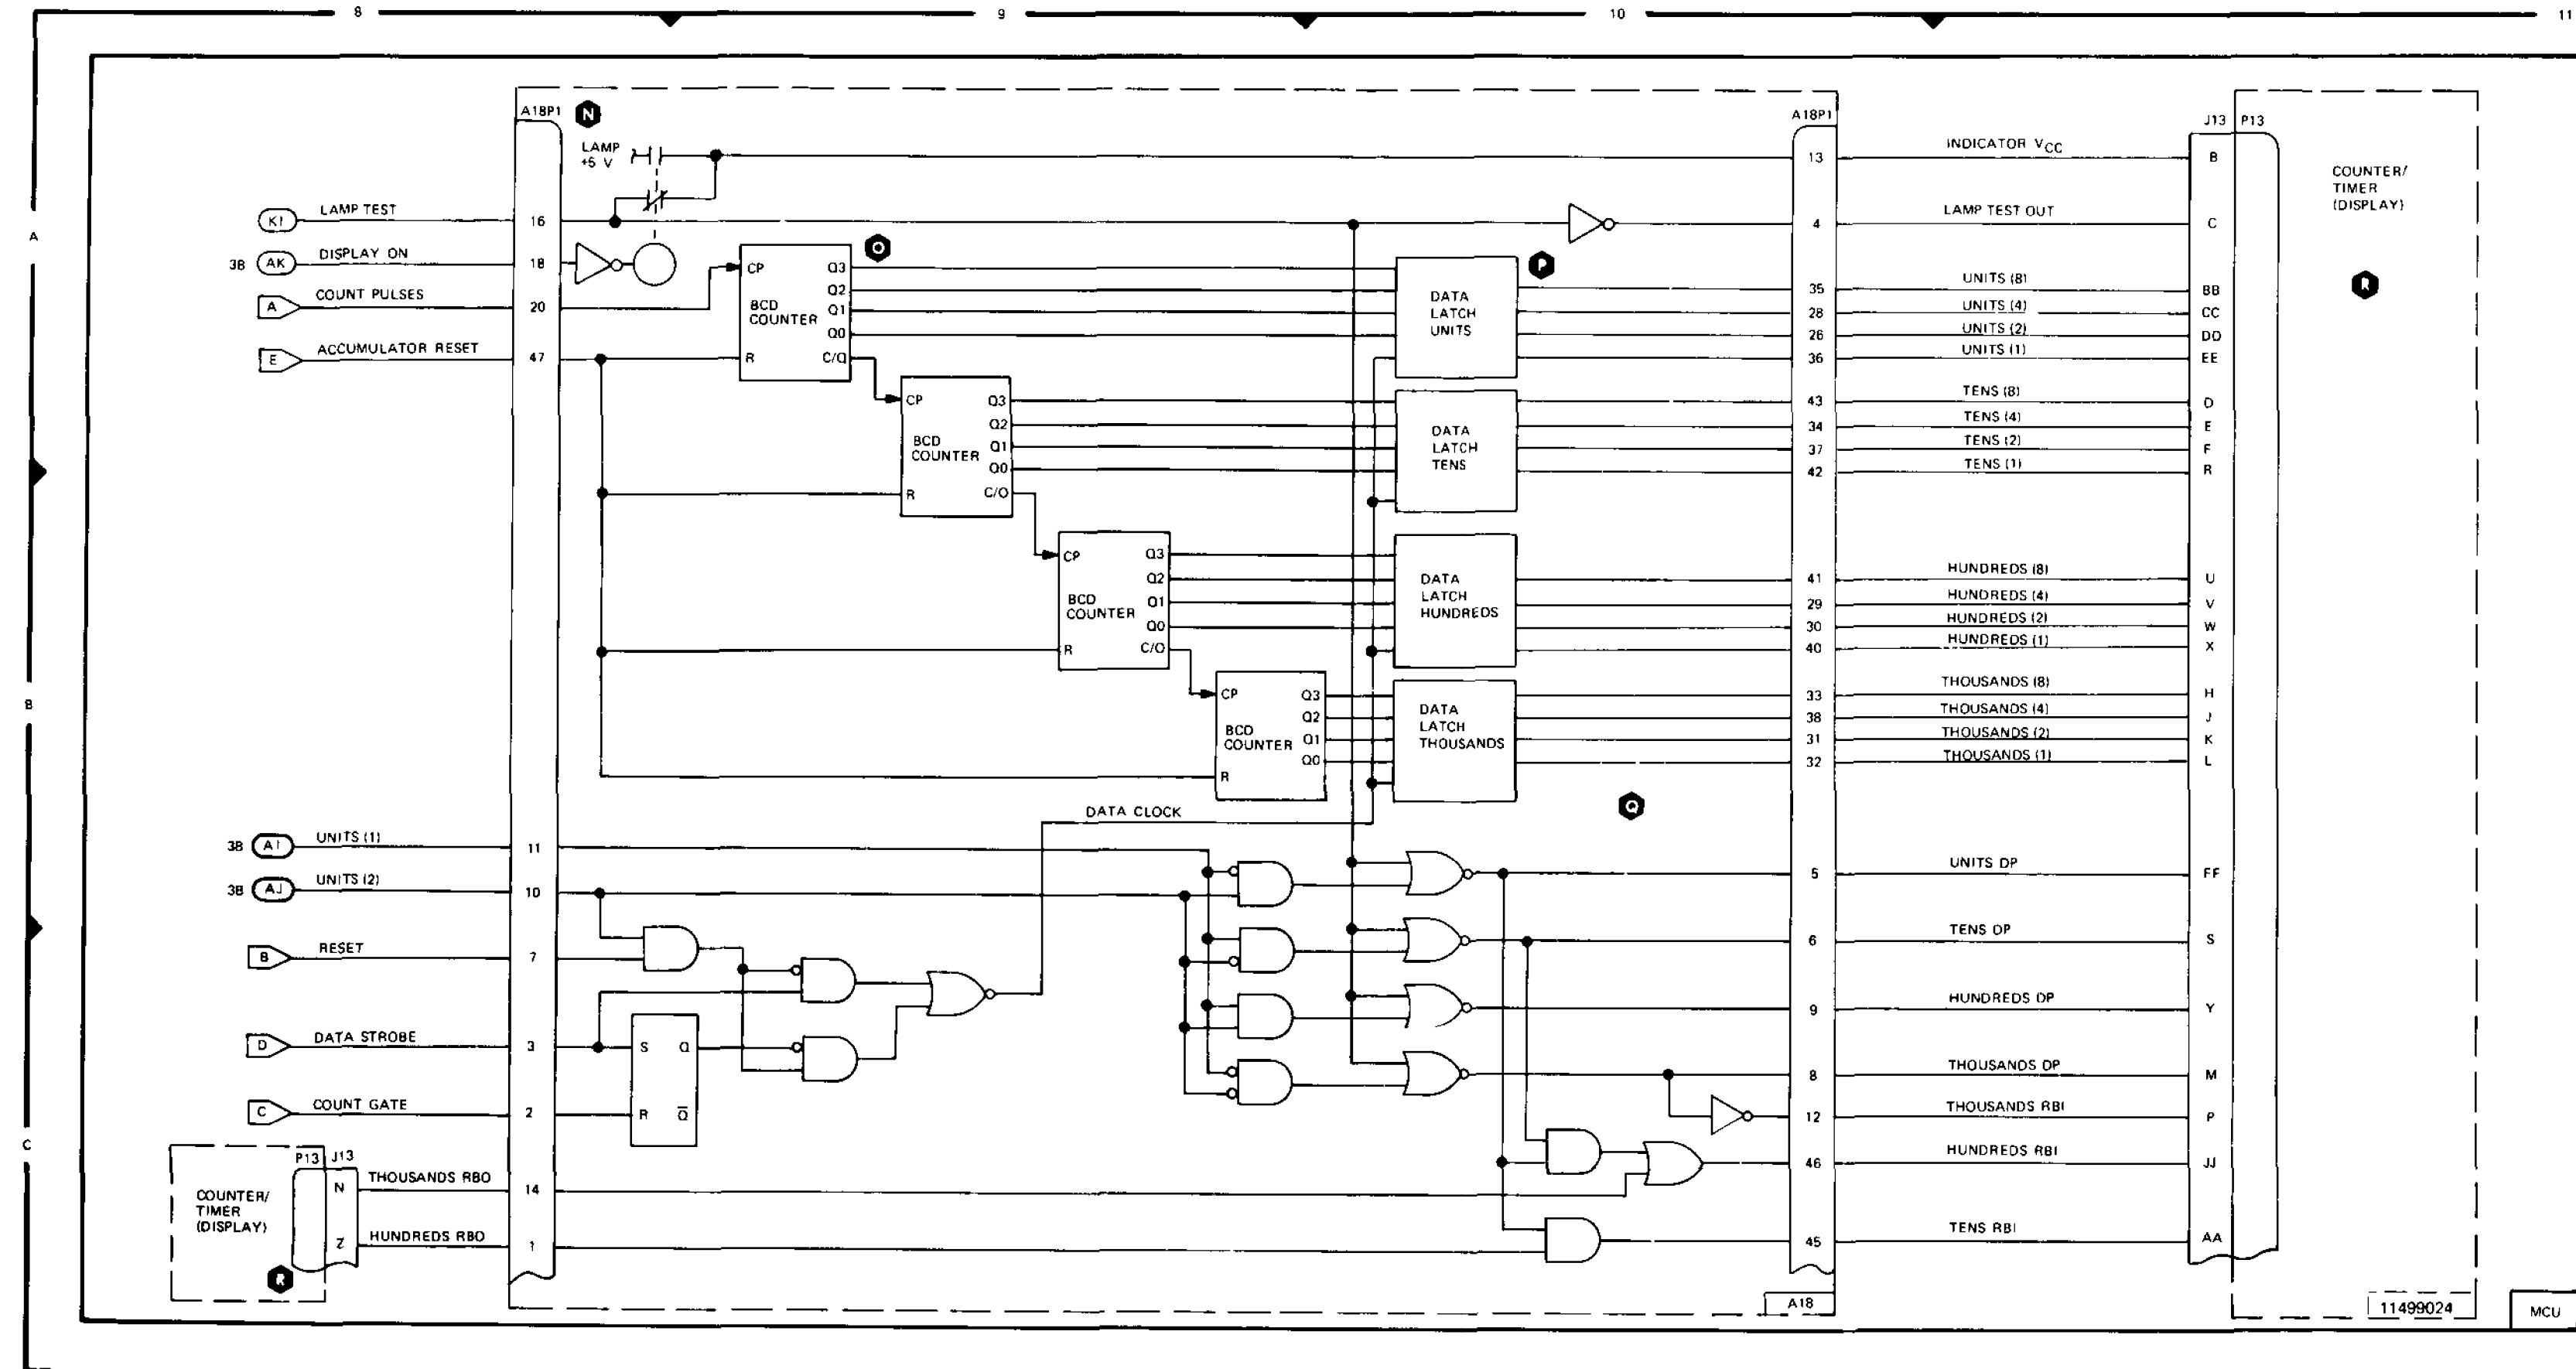 8 9 10 11
A
B
C
A18P1
N
LAMP
+5 V
KI LAMP TEST 16
3B AK DISPLAY ON 18
A COUNT PULSES 20
E ACCUMULATOR RESET 47
CP Q3
Q2
BCD
COUNTER Q1
Q0
R C/O
O
CP Q3
Q2
BCD
COUNTER Q1
Q0
R C/O
CP Q3
Q2
BCD
COUNTER Q1
Q0
R C/O
CP Q3
Q2
BCD
COUNTER Q1
Q0
R
DATA
LATCH
UNITS
P
DATA
LATCH
TENS
DATA
LATCH
HUNDREDS
DATA
LATCH
THOUSANDS
Q
DATA CLOCK
3B AI UNITS (1) 11
3B AJ UNITS (2) 10
B RESET 7
D DATA STROBE 3
C COUNT GATE 2
S Q
R Q̅
P13 J13
COUNTER/
TIMER
(DISPLAY)
N THOUSANDS RBO 14
Z HUNDREDS RBO 1
R
A18P1
J13 P13
13 INDICATOR VCC B
4 LAMP TEST OUT C
35 UNITS (8) BB
28 UNITS (4) CC
26 UNITS (2) DD
36 UNITS (1) EE
43 TENS (8) D
34 TENS (4) E
37 TENS (2) F
42 TENS (1) R
41 HUNDREDS (8) U
29 HUNDREDS (4) V
30 HUNDREDS (2) W
40 HUNDREDS (1) X
33 THOUSANDS (8) H
38 THOUSANDS (4) J
31 THOUSANDS (2) K
32 THOUSANDS (1) L
5 UNITS DP FF
6 TENS DP S
9 HUNDREDS DP Y
8 THOUSANDS DP M
12 THOUSANDS RBI P
46 HUNDREDS RBI JJ
45 TENS RBI AA
A18
COUNTER/
TIMER
(DISPLAY)
R
11499024
MCU